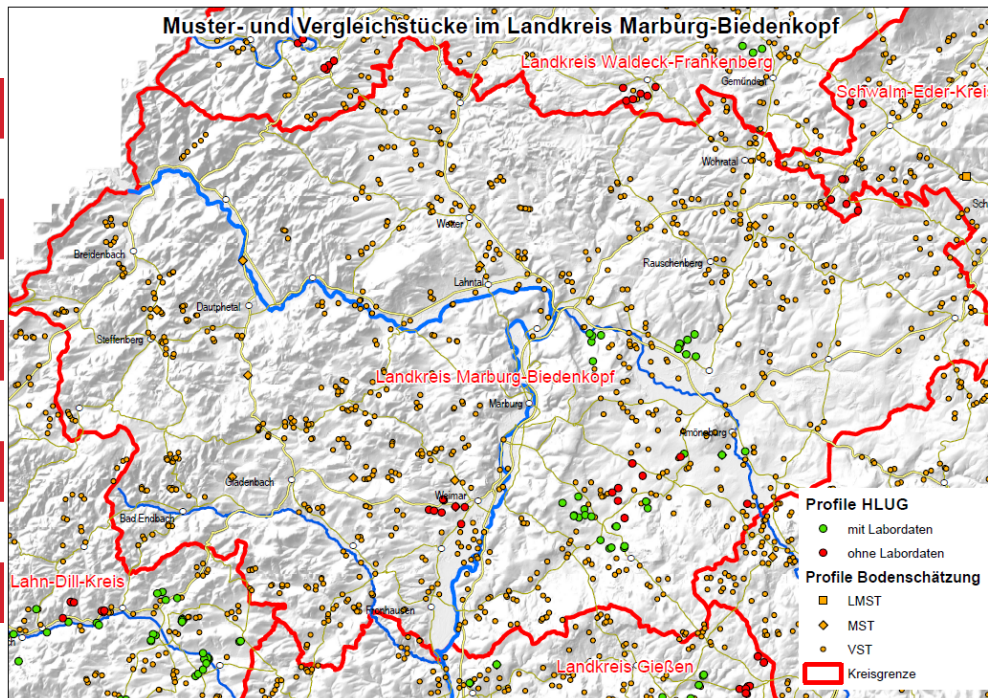 Muster- und Vergleichstücke im Landkreis Marburg-Biedenkopf
Landkreis Waldeck-Frankenberg
Gemünden
Schwalm-Eder-Kreis
Wohratal
Wetter
Breidenbach
Rauschenberg
Lahntal
Dautphetal
Steffenberg
Landkreis Marburg-Biedenkopf
Marburg
Amöneburg
Gladenbach
Weimar
Bad Endbach
Lahn-Dill-Kreis
Fronhausen
Landkreis Gießen
Profile HLUG
mit Labordaten
ohne Labordaten
Profile Bodenschätzung
LMST
MST
VST
Kreisgrenze